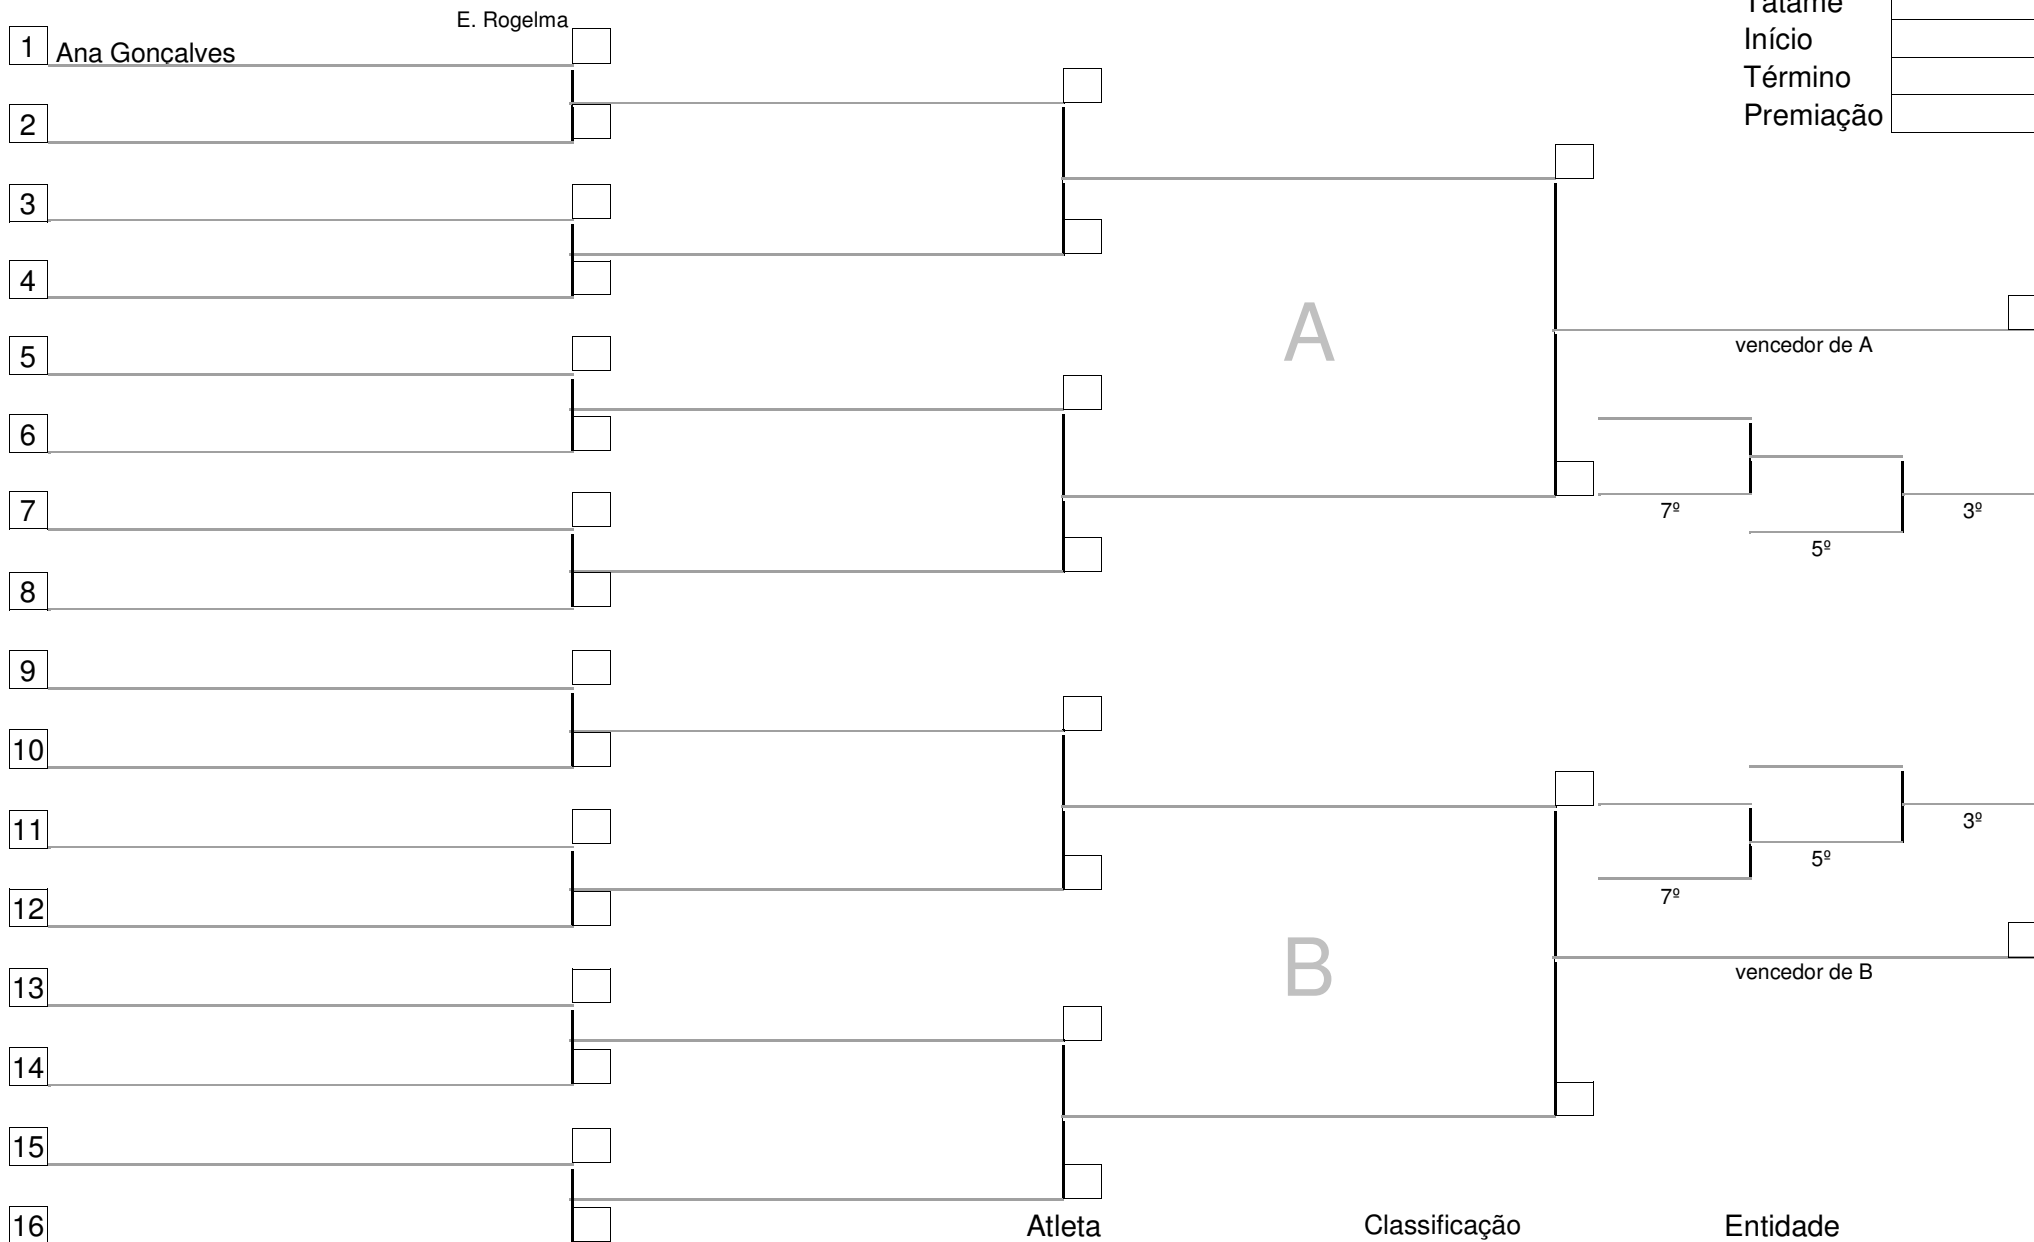 Tatame
E. Rogelma
1 Ana Gonçalves
Início
Término
2
Premiação
3
4
5
vencedor de A
6
7
7º
3º
5º
8
9
10
11
3º
5º
12
7º
13
vencedor de B
14
15
16
Atleta
Classificação
Entidade
A
B